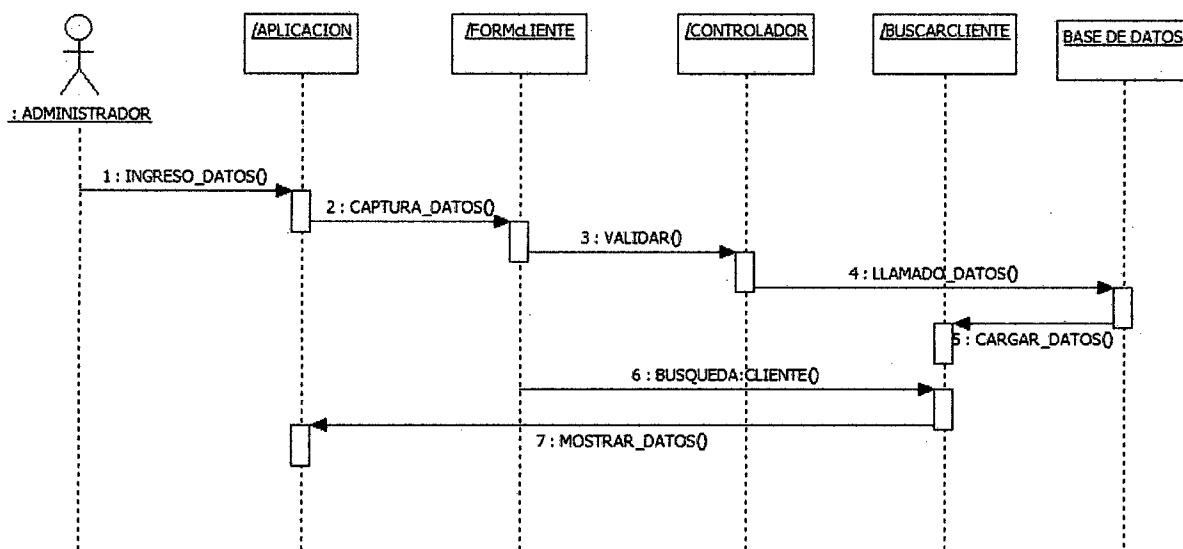 /APLICACION
/FORMcLIENTE
/CONTROLADOR
/BUSCARCLIENTE
BASE DE DATOS
: ADMINISTRADOR
1 : INGRESO_DATOS()
2 : CAPTURA_DATOS()
3 : VALIDAR()
4 : LLAMADO_DATOS()
5 : CARGAR_DATOS()
6 : BUSQUEDA:CLIENTE()
7 : MOSTRAR_DATOS()